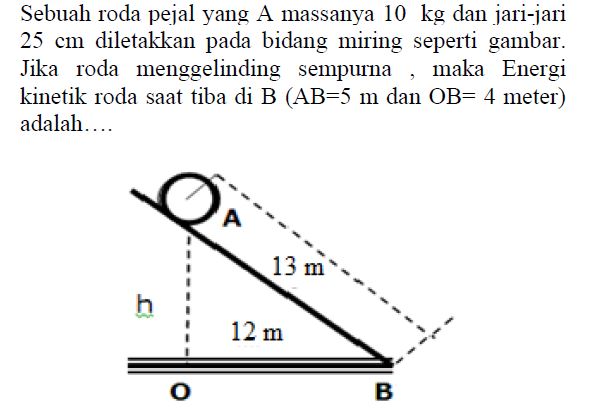 Sebuah roda pejal yang A massanya 10 kg dan jari-jari
25 cm diletakkan pada bidang miring seperti gambar.
Jika roda menggelinding sempurna , maka Energi
kinetik roda saat tiba di B (AB=5 m dan OB= 4 meter)
adalah….
A
13 m
h
12 m
O
B